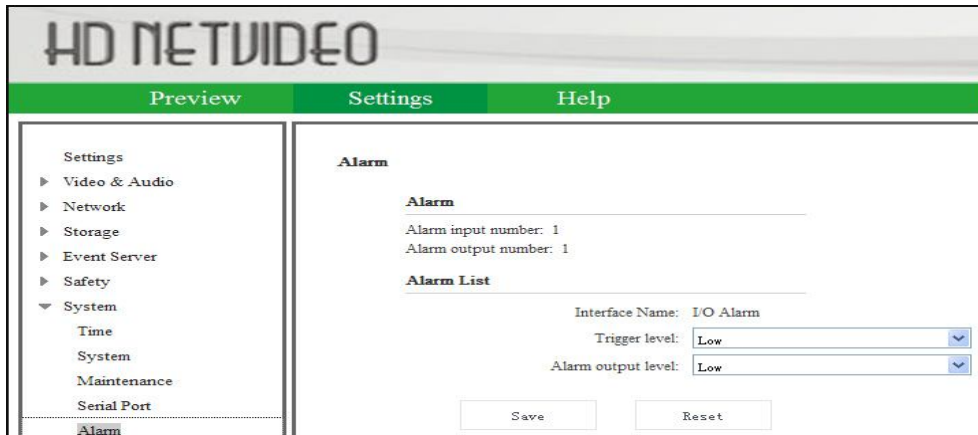 HD NETVIDEO
Preview Settings Help
Settings
Video & Audio
Network
Storage
Event Server
Safety
System
Time
System
Maintenance
Serial Port
Alarm
Alarm
Alarm
Alarm input number: 1
Alarm output number: 1
Alarm List
Interface Name: I/O Alarm
Trigger level: Low
Alarm output level: Low
Save Reset